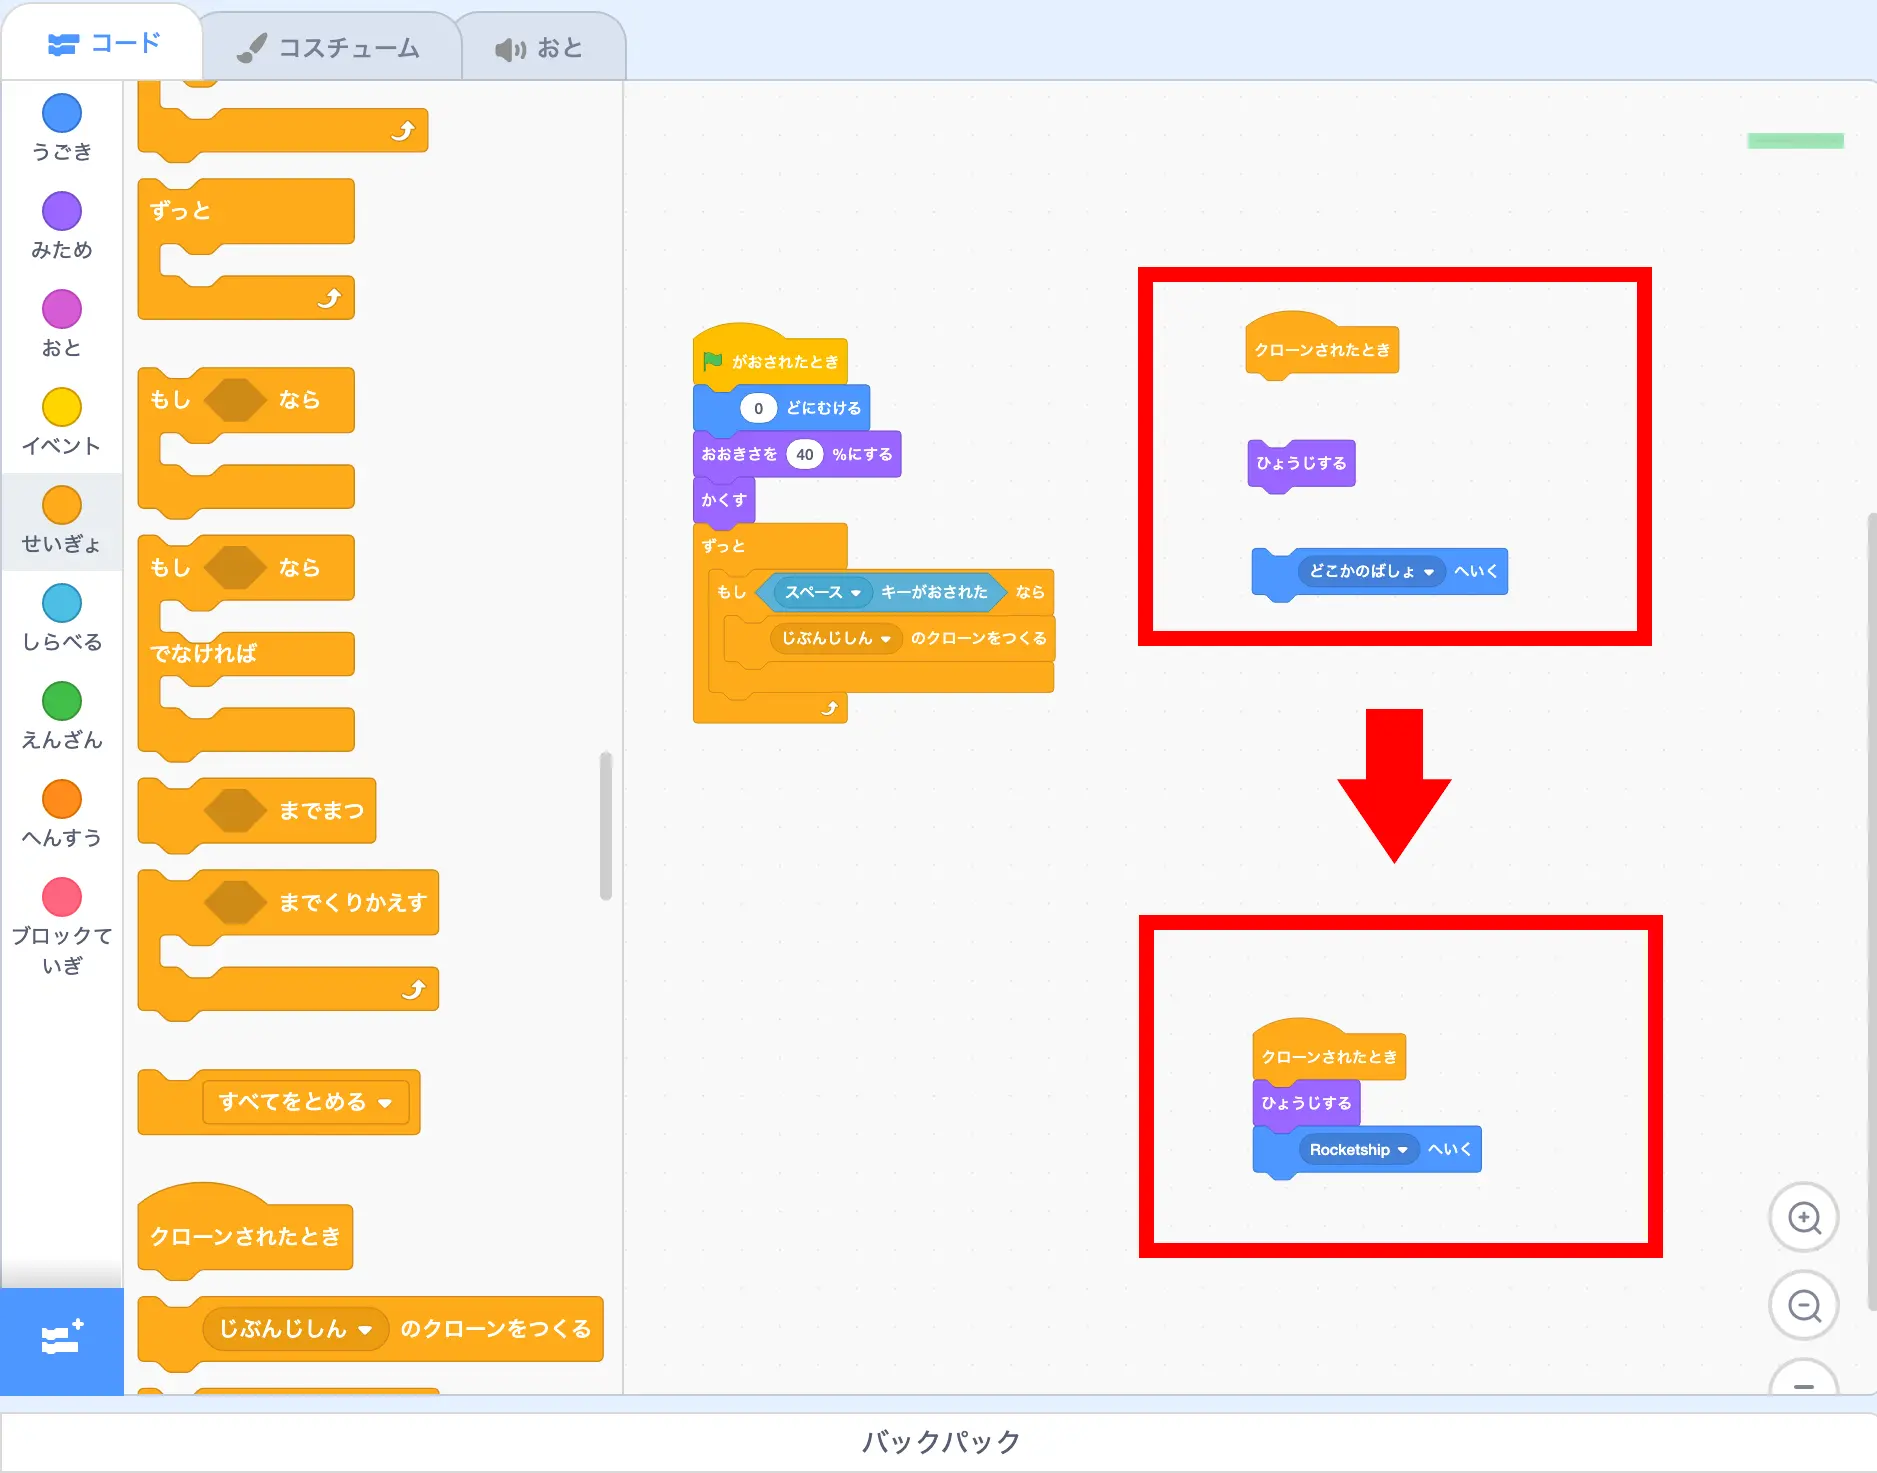 コード
コスチューム
おと
うごき
みため
おと
イベント
せいぎょ
しらべる
えんざん
へんすう
ブロックて
いぎ
ずっと
もし なら
もし なら
でなければ
までまつ
までくりかえす
すべてをとめる
クローンされたとき
じぶんじしん のクローンをつくる
がおされたとき
0 どにむける
おおきさを 40 %にする
かくす
ずっと
もし スペース キーがおされた なら
じぶんじしん のクローンをつくる
クローンされたとき
ひょうじする
どこかのばしょ へいく
クローンされたとき
ひょうじする
Rocketship へいく
バックパック